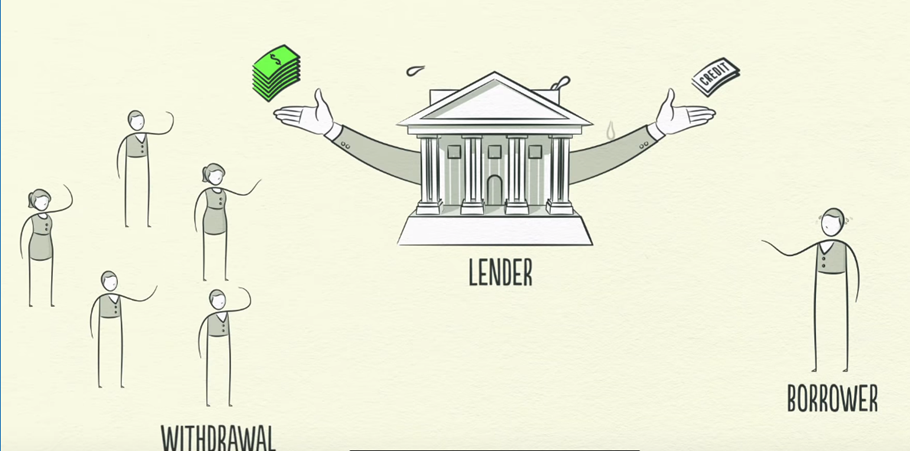 $
CREDIT
LENDER
BORROWER
WITHDRAWAL